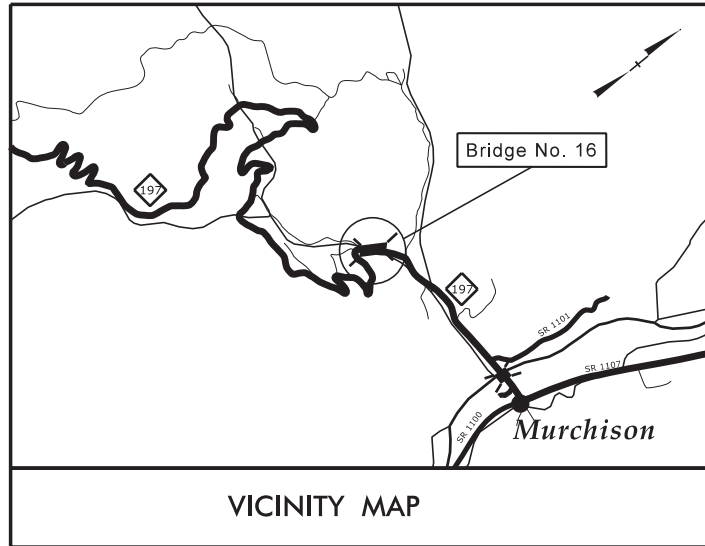 Bridge No. 16
197
197
SR 1101
SR 1107
SR 1100
Murchison
VICINITY MAP